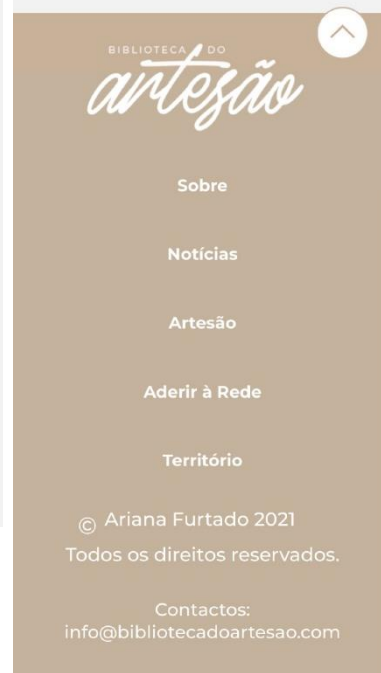 BIBLIOTECA DO
artesão
Sobre
Notícias
Artesão
Aderir à Rede
Território
© Ariana Furtado 2021
Todos os direitos reservados.
Contactos:
info@bibliotecadoartesao.com